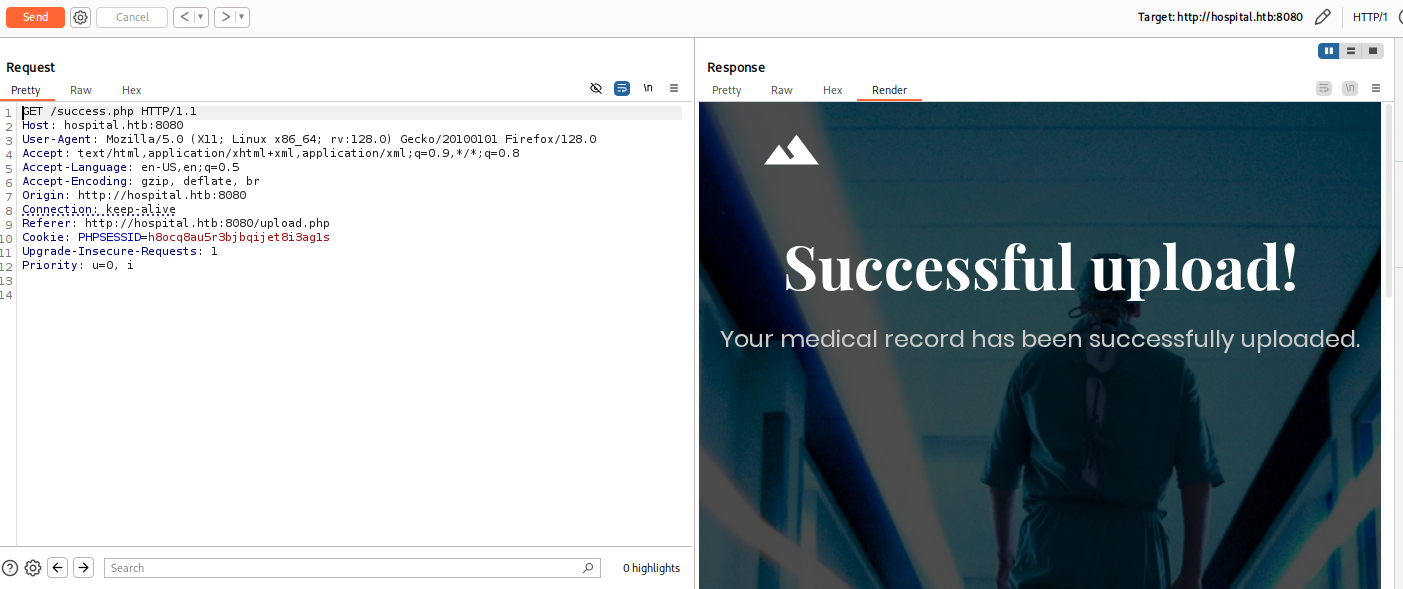 Send
Cancel
Target: http://hospital.htb:8080
HTTP/1
Request
Pretty
Raw
Hex
\n
1 GET /success.php HTTP/1.1
2 Host: hospital.htb:8080
3 User-Agent: Mozilla/5.0 (X11; Linux x86_64; rv:128.0) Gecko/20100101 Firefox/128.0
4 Accept: text/html,application/xhtml+xml,application/xml;q=0.9,*/*;q=0.8
5 Accept-Language: en-US,en;q=0.5
6 Accept-Encoding: gzip, deflate, br
7 Origin: http://hospital.htb:8080
8 Connection: keep-alive
9 Referer: http://hospital.htb:8080/upload.php
10 Cookie: PHPSESSID=h8ocq8au5r3bjbqijet8i3ag1s
11 Upgrade-Insecure-Requests: 1
12 Priority: u=0, i
13
14
Search
0 highlights
Response
Pretty
Raw
Hex
Render
\n
Successful upload!
Your medical record has been successfully uploaded.